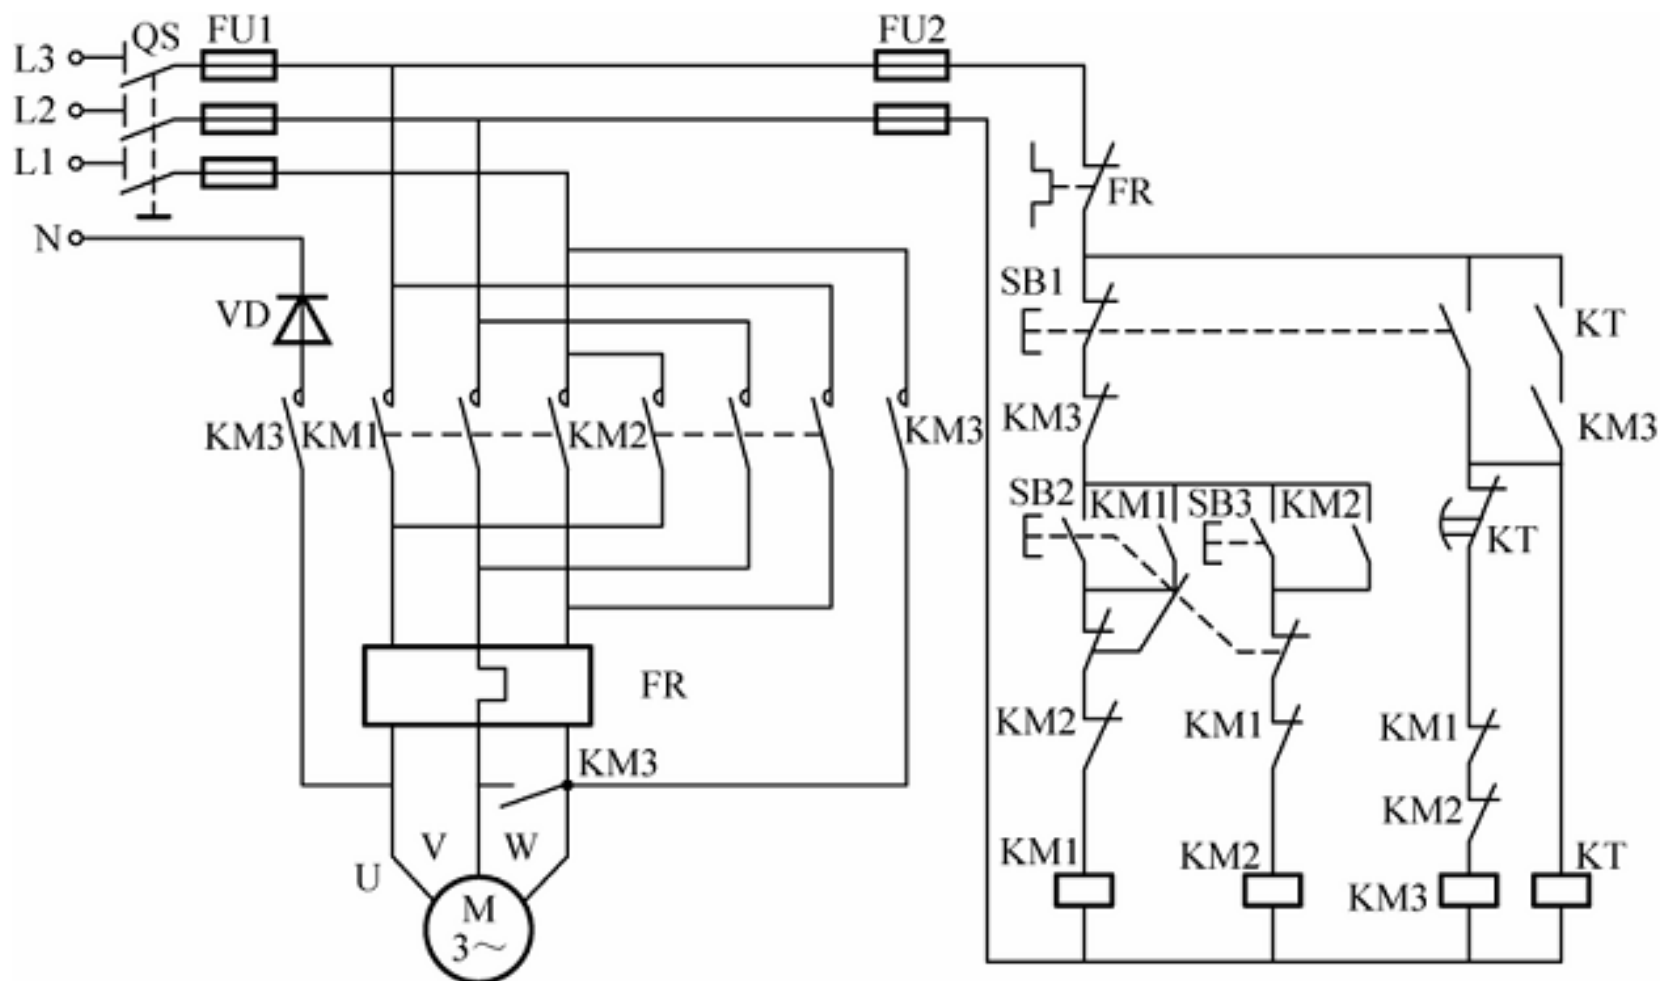 QS FU1 FU2
L3
L2
L1
FR
N
SB1
VD
KT
KM3 KM1 KM2 KM3 KM3 KM3
SB2 KM1 SB3 KM2
KT
FR
KM2 KM1 KM1
KM3
KM2
V W
KM1 KM2 KT
U
KM3
M
3～